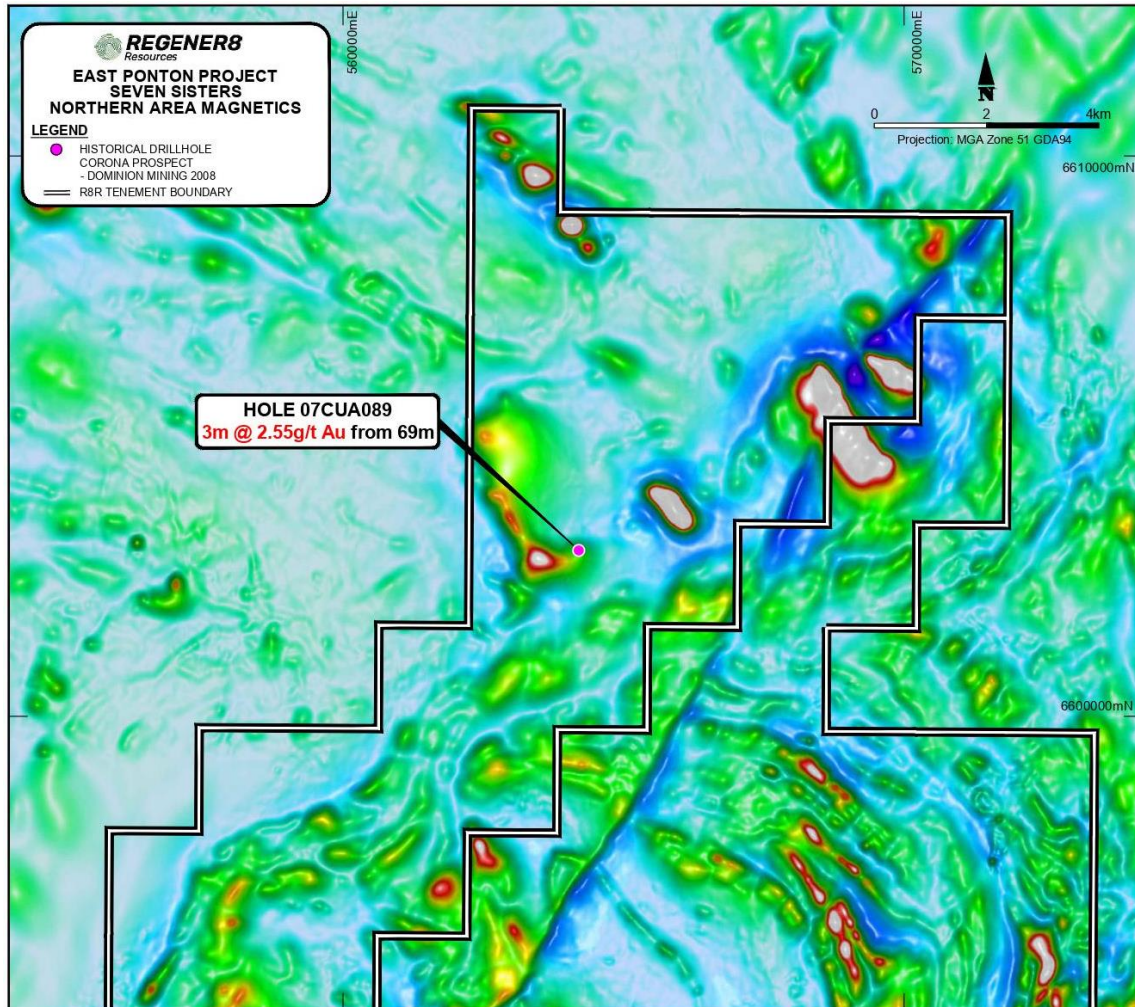 REGENER8
Resources
EAST PONTON PROJECT
SEVEN SISTERS
NORTHERN AREA MAGNETICS
LEGEND
HISTORICAL DRILLHOLE
CORONA PROSPECT
- DOMINION MINING 2008
R8R TENEMENT BOUNDARY
560000mE
570000mE
N
0 2 4km
Projection: MGA Zone 51 GDA94
6610000mN
HOLE 07CUA089
3m @ 2.55g/t Au from 69m
6600000mN